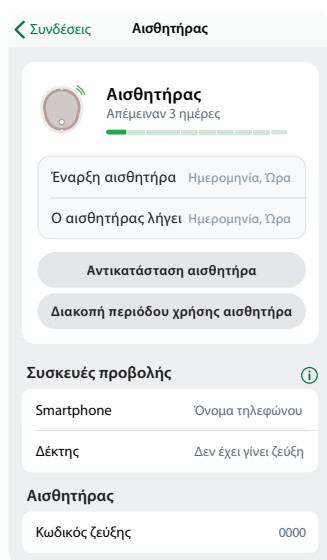 Συνδέσεις Αισθητήρας
Αισθητήρας
Απέμειναν 3 ημέρες
Έναρξη αισθητήρα Ημερομηνία, Ώρα
Ο αισθητήρας λήγει Ημερομηνία, Ώρα
Αντικατάσταση αισθητήρα
Διακοπή περιόδου χρήσης αισθητήρα
Συσκευές προβολής
Smartphone Όνομα τηλεφώνου
Δέκτης Δεν έχει γίνει ζεύξη
Αισθητήρας
Κωδικός ζεύξης 0000